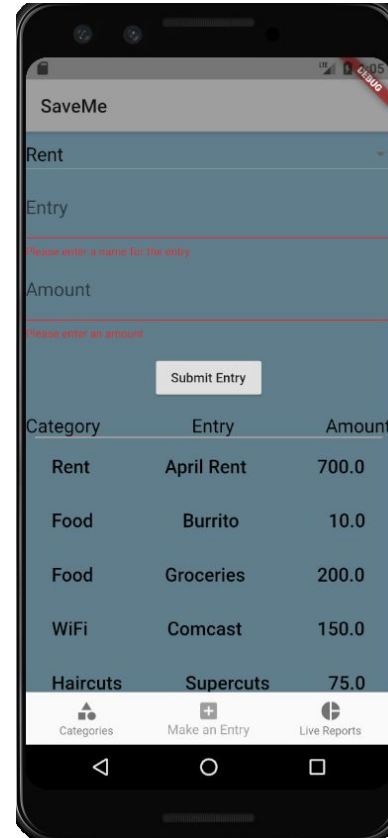 LTE
DEBUG
SaveMe
Rent
Entry
Please enter a name for the entry
Amount
Please enter an amount
Submit Entry
Category Entry Amount
Rent April Rent 700.0
Food Burrito 10.0
Food Groceries 200.0
WiFi Comcast 150.0
Haircuts Supercuts 75.0
Categories Make an Entry Live Reports